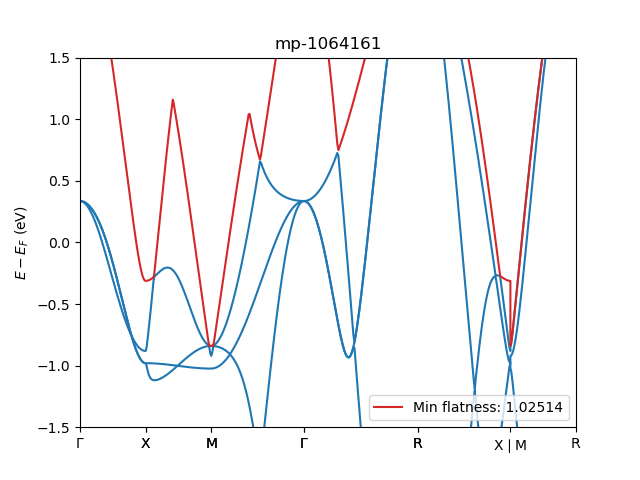 mp-1064161
E − E_F (eV)
1.5
1.0
0.5
0.0
−0.5
−1.0
−1.5
Min flatness: 1.02514
Γ X M Γ R X | M R